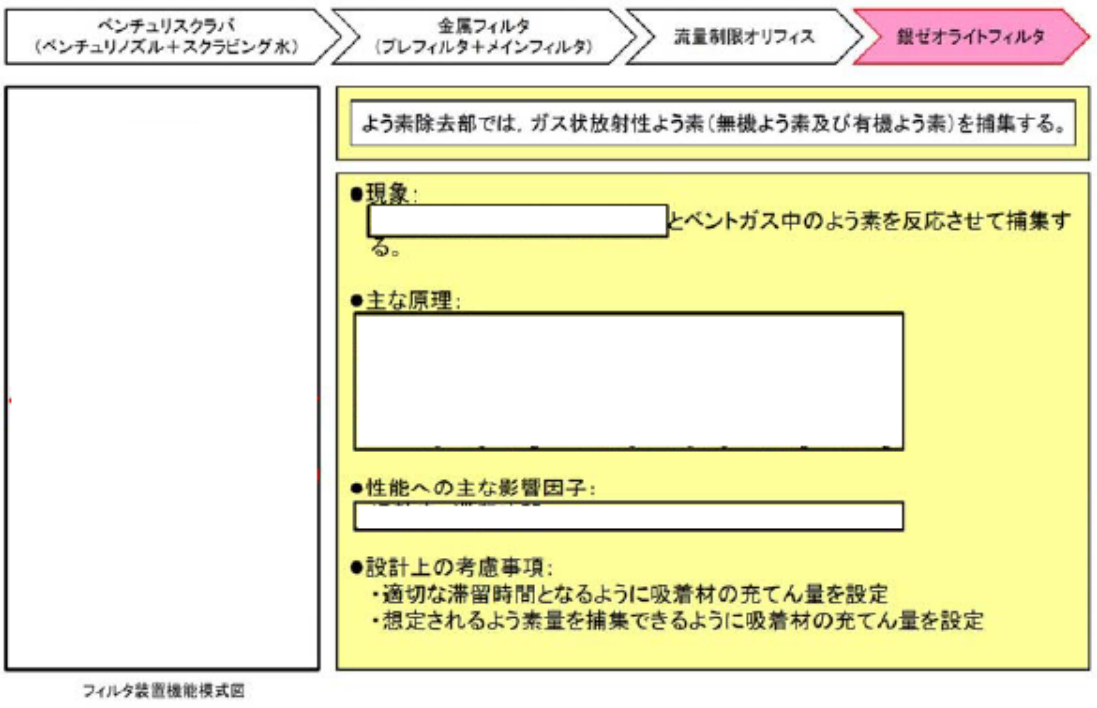 ベンチュリスクラバ
(ベンチュリノズル＋スクラビング水)
金属フィルタ
(プレフィルタ＋メインフィルタ)
流量制限オリフィス
銀ゼオライトフィルタ
よう素除去部では，ガス状放射性よう素(無機よう素及び有機よう素)を捕集する。
●現象：
とベントガス中のよう素を反応させて捕集す
る。
●主な原理：
●性能への主な影響因子：
●設計上の考慮事項：
・適切な滞留時間となるように吸着材の充てん量を設定
・想定されるよう素量を捕集できるように吸着材の充てん量を設定
フィルタ装置機能模式図